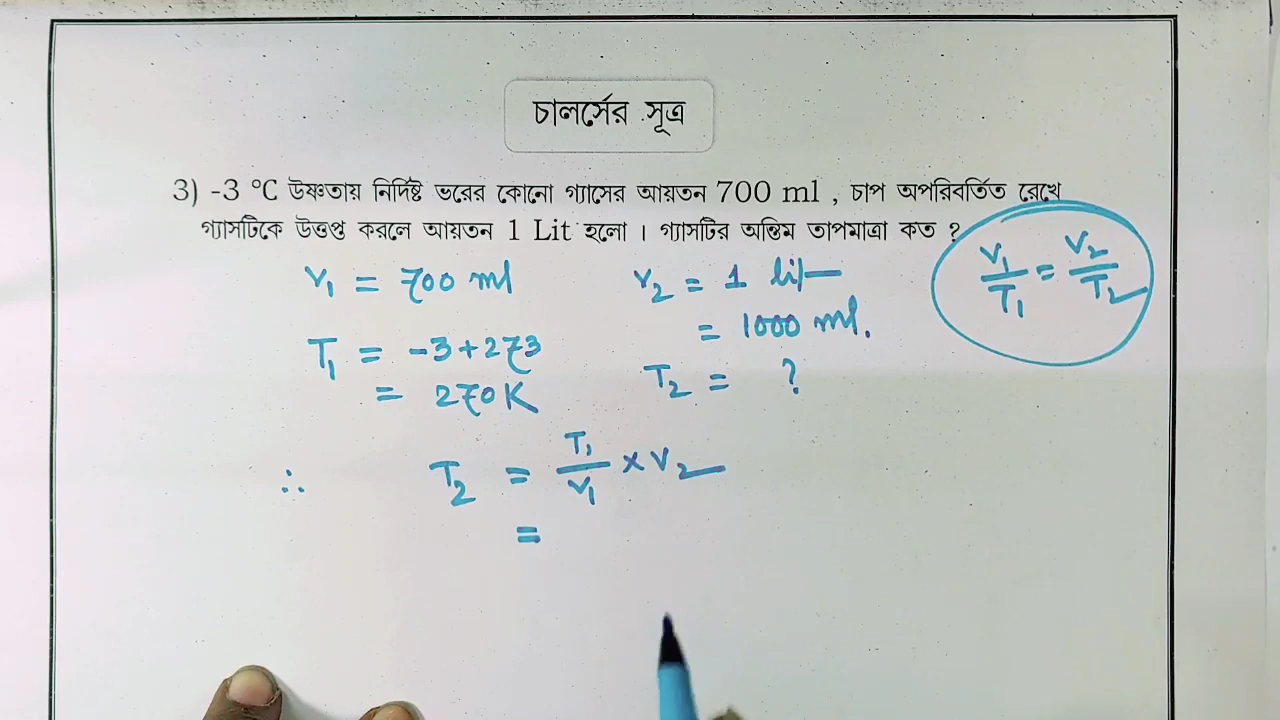 চালর্সের সূত্র
3) -3 °C উষ্ণতায় নির্দিষ্ট ভরের কোনো গ্যাসের আয়তন 700 ml , চাপ অপরিবর্তিত রেখে
গ্যাসটিকে উত্তপ্ত করলে আয়তন 1 Lit হলো । গ্যাসটির অন্তিম তাপমাত্রা কত ?
V₁/T₁ = V₂/T₂
V₁ = 700 ml V₂ = 1 lit
= 1000 ml.
T₁ = -3+273
= 270K T₂ = ?
∴ T₂ = T₁/V₁ × V₂
=